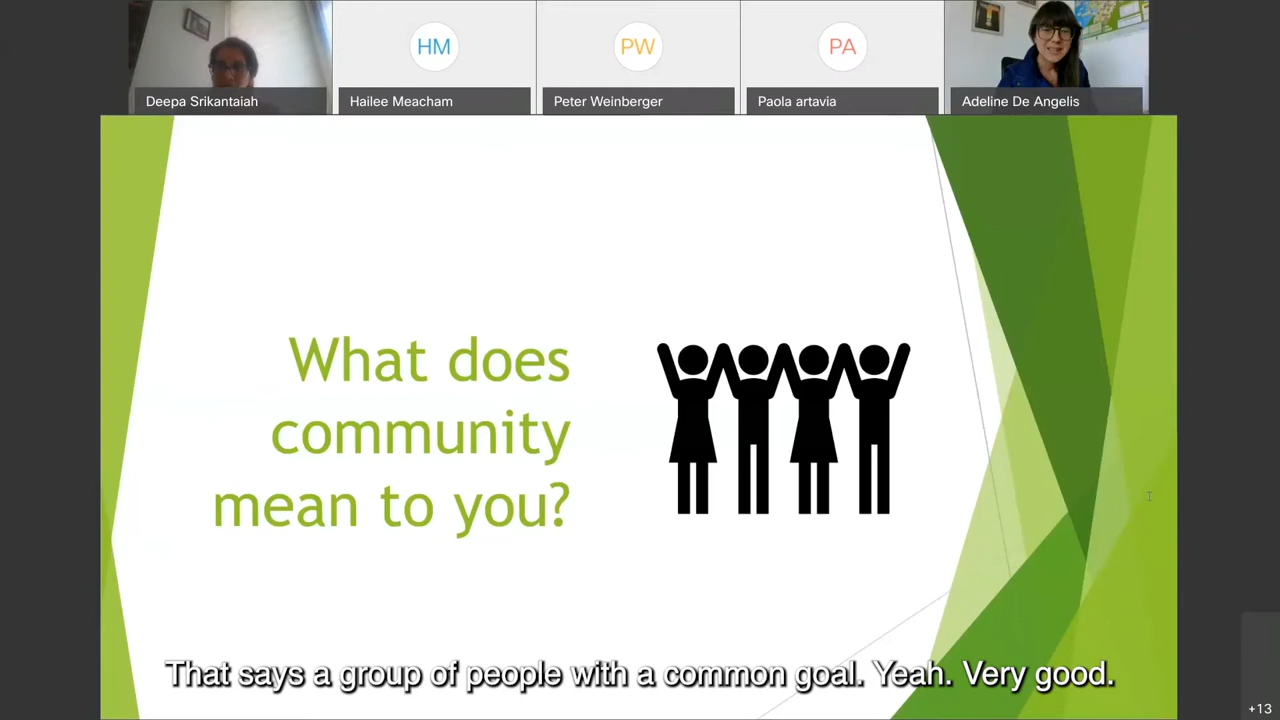 HM
PW
PA
Deepa Srikantaiah
Hailee Meacham
Peter Weinberger
Paola artavia
Adeline De Angelis
What does
community
mean to you?
That says a group of people with a common goal. Yeah. Very good.
+13